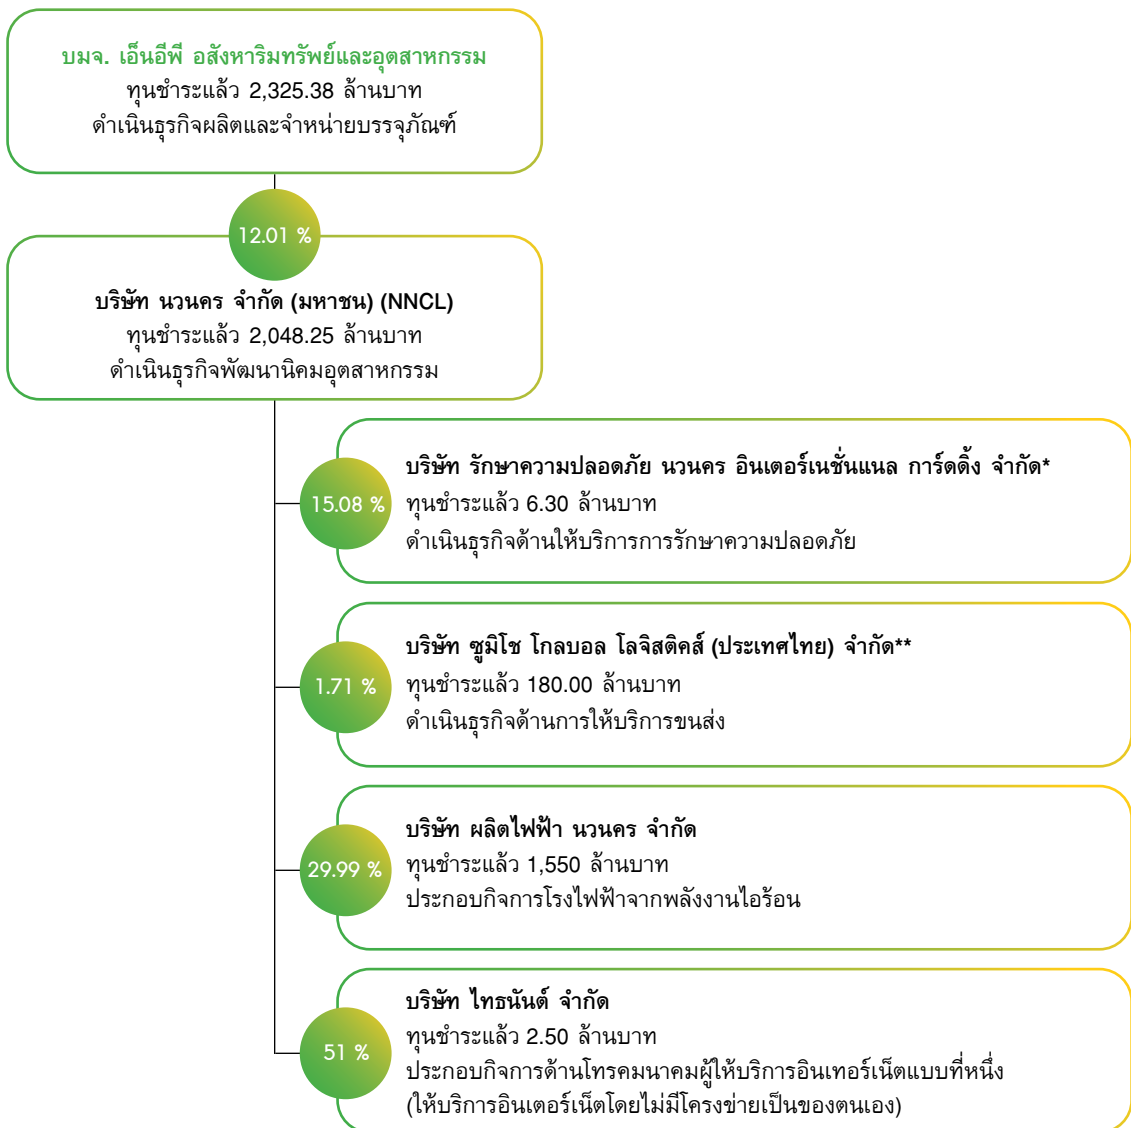 บมจ. เอ็นอีพี อสังหาริมทรัพย์และอุตสาหกรรม
ทุนชำระแล้ว 2,325.38 ล้านบาท
ดำเนินธุรกิจผลิตและจำหน่ายบรรจุภัณฑ์
12.01 %
บริษัท นวนคร จำกัด (มหาชน) (NNCL)
ทุนชำระแล้ว 2,048.25 ล้านบาท
ดำเนินธุรกิจพัฒนานิคมอุตสาหกรรม
15.08 %
บริษัท รักษาความปลอดภัย นวนคร อินเตอร์เนชั่นแนล การ์ดดิ้ง จำกัด*
ทุนชำระแล้ว 6.30 ล้านบาท
ดำเนินธุรกิจด้านให้บริการการรักษาความปลอดภัย
1.71 %
บริษัท ซูมิโช โกลบอล โลจิสติคส์ (ประเทศไทย) จำกัด**
ทุนชำระแล้ว 180.00 ล้านบาท
ดำเนินธุรกิจด้านการให้บริการขนส่ง
29.99 %
บริษัท ผลิตไฟฟ้า นวนคร จำกัด
ทุนชำระแล้ว 1,550 ล้านบาท
ประกอบกิจการโรงไฟฟ้าจากพลังงานไอร้อน
51 %
บริษัท ไทธนันต์ จำกัด
ทุนชำระแล้ว 2.50 ล้านบาท
ประกอบกิจการด้านโทรคมนาคมผู้ให้บริการอินเทอร์เน็ตแบบที่หนึ่ง
(ให้บริการอินเตอร์เน็ตโดยไม่มีโครงข่ายเป็นของตนเอง)